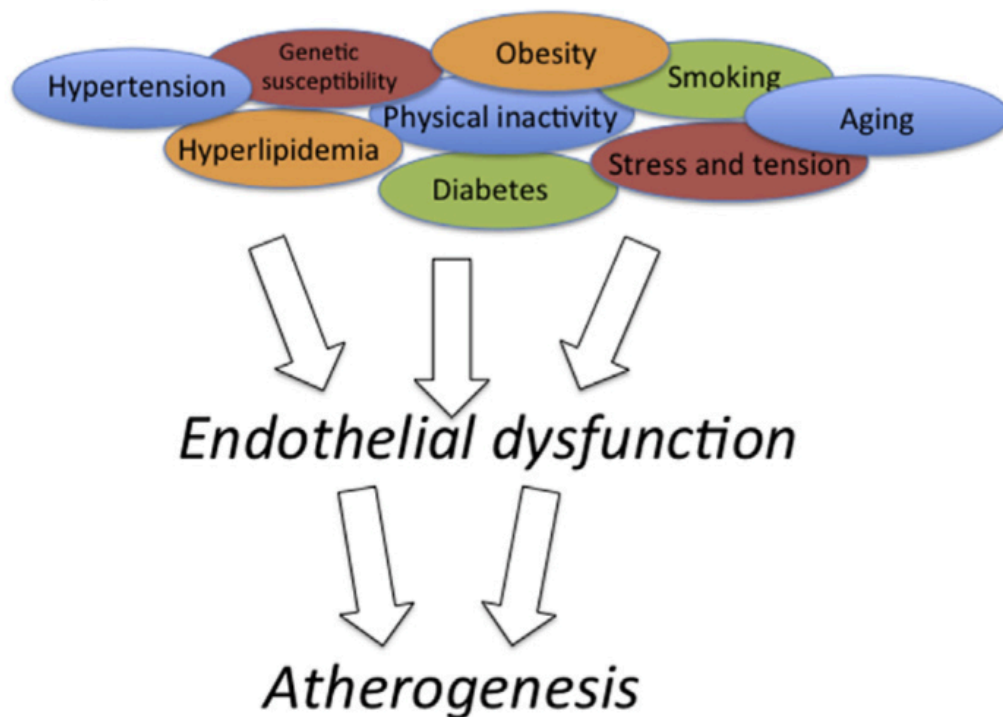 Hypertension
Genetic
susceptibility
Obesity
Smoking
Aging
Hyperlipidemia
Physical inactivity
Stress and tension
Diabetes
Endothelial dysfunction
Atherogenesis